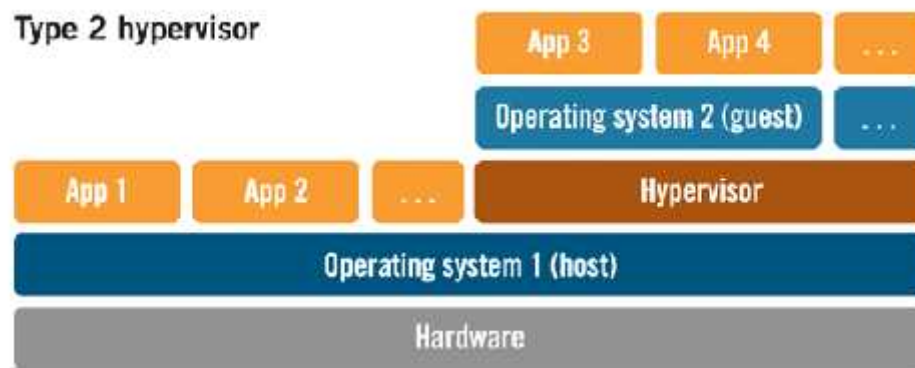 Type 2 hypervisor
App 3 App 4 ...
Operating system 2 (guest) ...
App 1 App 2 ... Hypervisor
Operating system 1 (host)
Hardware